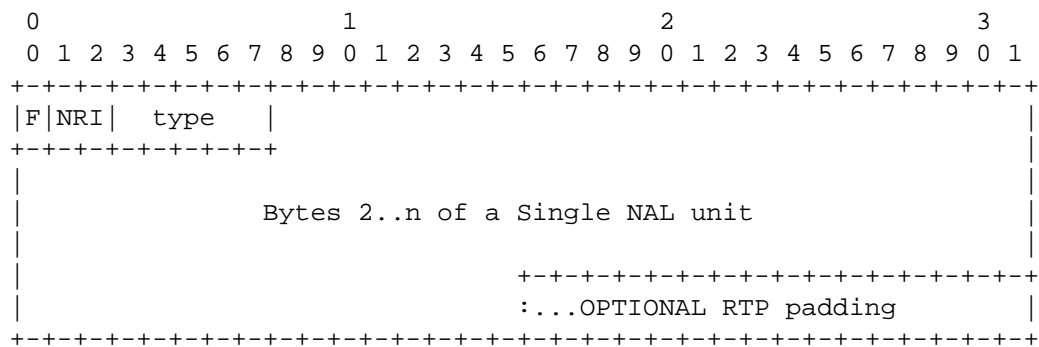 0                   1                   2                   3
 0 1 2 3 4 5 6 7 8 9 0 1 2 3 4 5 6 7 8 9 0 1 2 3 4 5 6 7 8 9 0 1
+-+-+-+-+-+-+-+-+-+-+-+-+-+-+-+-+-+-+-+-+-+-+-+-+-+-+-+-+-+-+-+-+
|F|NRI|  type   |                                               |
+-+-+-+-+-+-+-+-+                                               |
|                                                               |
|               Bytes 2..n of a Single NAL unit                 |
|                                                               |
|                               +-+-+-+-+-+-+-+-+-+-+-+-+-+-+-+-+
|                               :...OPTIONAL RTP padding        |
+-+-+-+-+-+-+-+-+-+-+-+-+-+-+-+-+-+-+-+-+-+-+-+-+-+-+-+-+-+-+-+-+